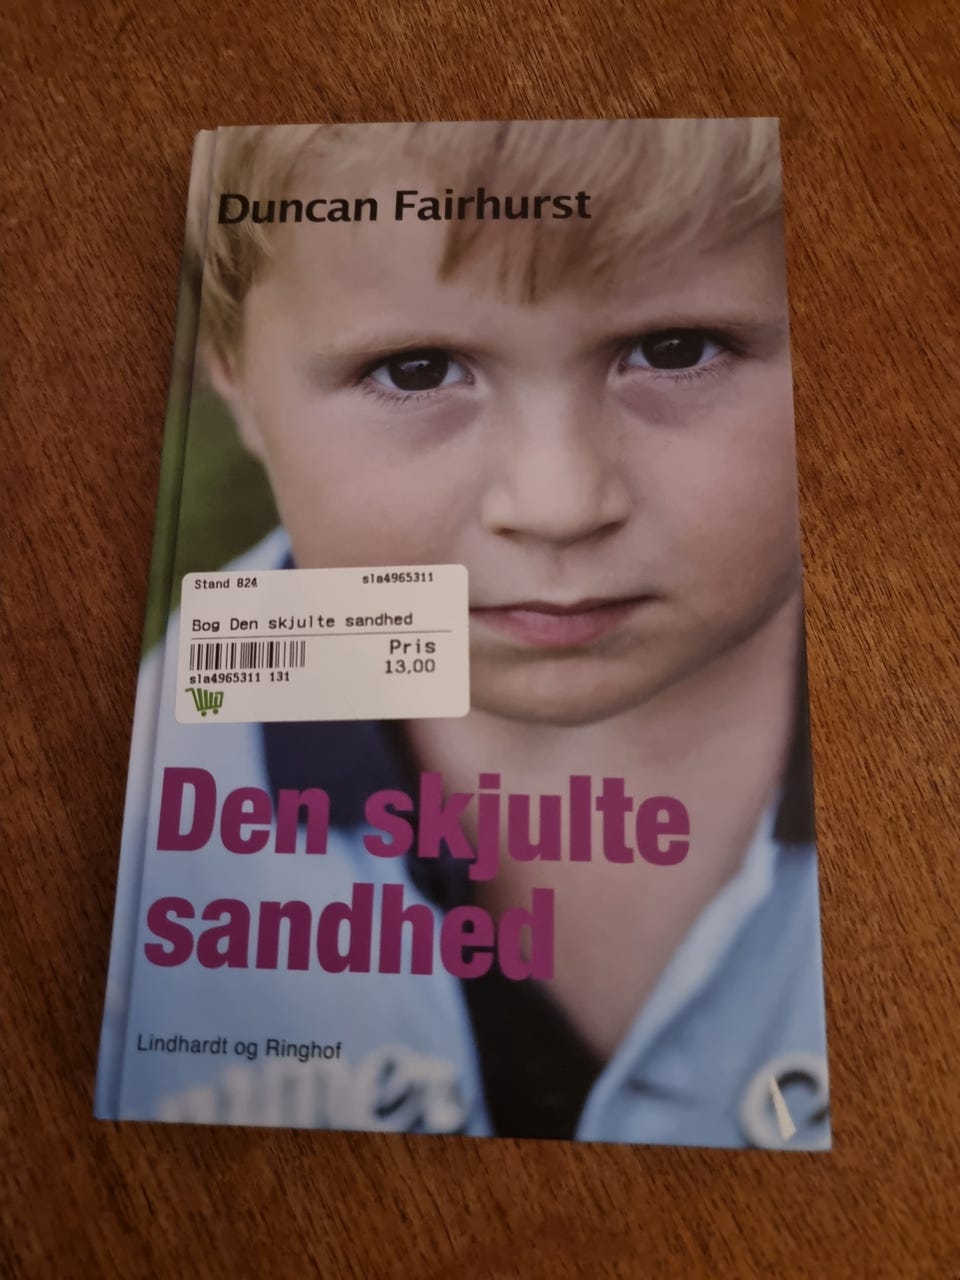 Duncan Fairhurst
Stand 824 sla4965311
Bog Den skjulte sandhed
Pris
13,00
sla4965311 131
Den skjulte
sandhed
Lindhardt og Ringhof